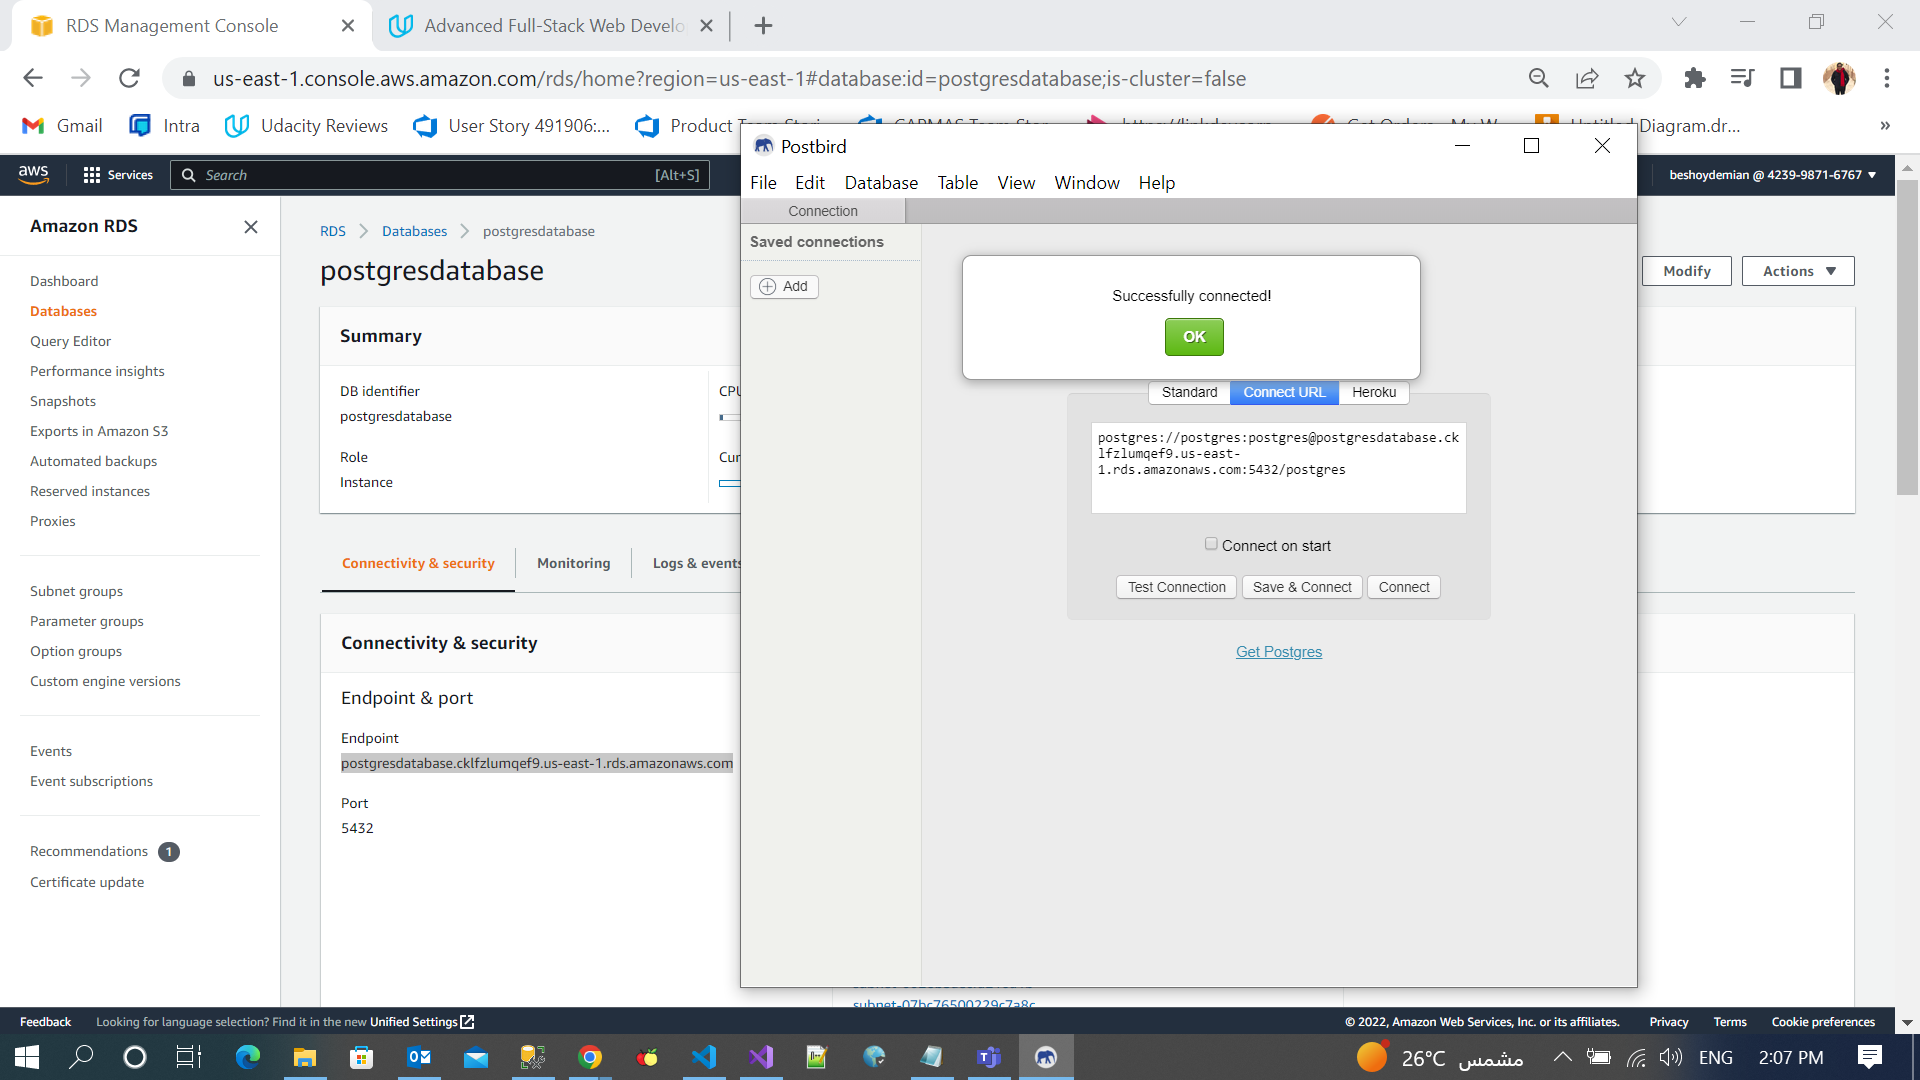 RDS Management Console
Advanced Full-Stack Web Develo
us-east-1.console.aws.amazon.com/rds/home?region=us-east-1#database:id=postgresdatabase;is-cluster=false
Gmail
Intra
Udacity Reviews
User Story 491906:...
Product
Diagram.dr...
»
Postbird
File Edit Database Table View Window Help
Connection
Saved connections
Add
Successfully connected!
OK
Standard
Connect URL
Heroku
postgres://postgres:postgres@postgresdatabase.ck
lfzlumqef9.us-east-
1.rds.amazonaws.com:5432/postgres
Connect on start
Test Connection
Save & Connect
Connect
Get Postgres
aws
Services
Search
[Alt+S]
beshoydemian @ 4239-9871-6767
Amazon RDS
Dashboard
Databases
Query Editor
Performance insights
Snapshots
Exports in Amazon S3
Automated backups
Reserved instances
Proxies
Subnet groups
Parameter groups
Option groups
Custom engine versions
Events
Event subscriptions
Recommendations 1
Certificate update
RDS
Databases
postgresdatabase
postgresdatabase
Modify
Actions
Summary
DB identifier
postgresdatabase
CPU
Role
Instance
Cur
Connectivity & security
Monitoring
Logs & events
Connectivity & security
Endpoint & port
Endpoint
postgresdatabase.cklfzlumqef9.us-east-1.rds.amazonaws.com
Port
5432
subnet-07bc76500229c7a8c
Feedback
Looking for language selection? Find it in the new Unified Settings
© 2022, Amazon Web Services, Inc. or its affiliates.
Privacy
Terms
Cookie preferences
26°C مشمس
ENG
2:07 PM